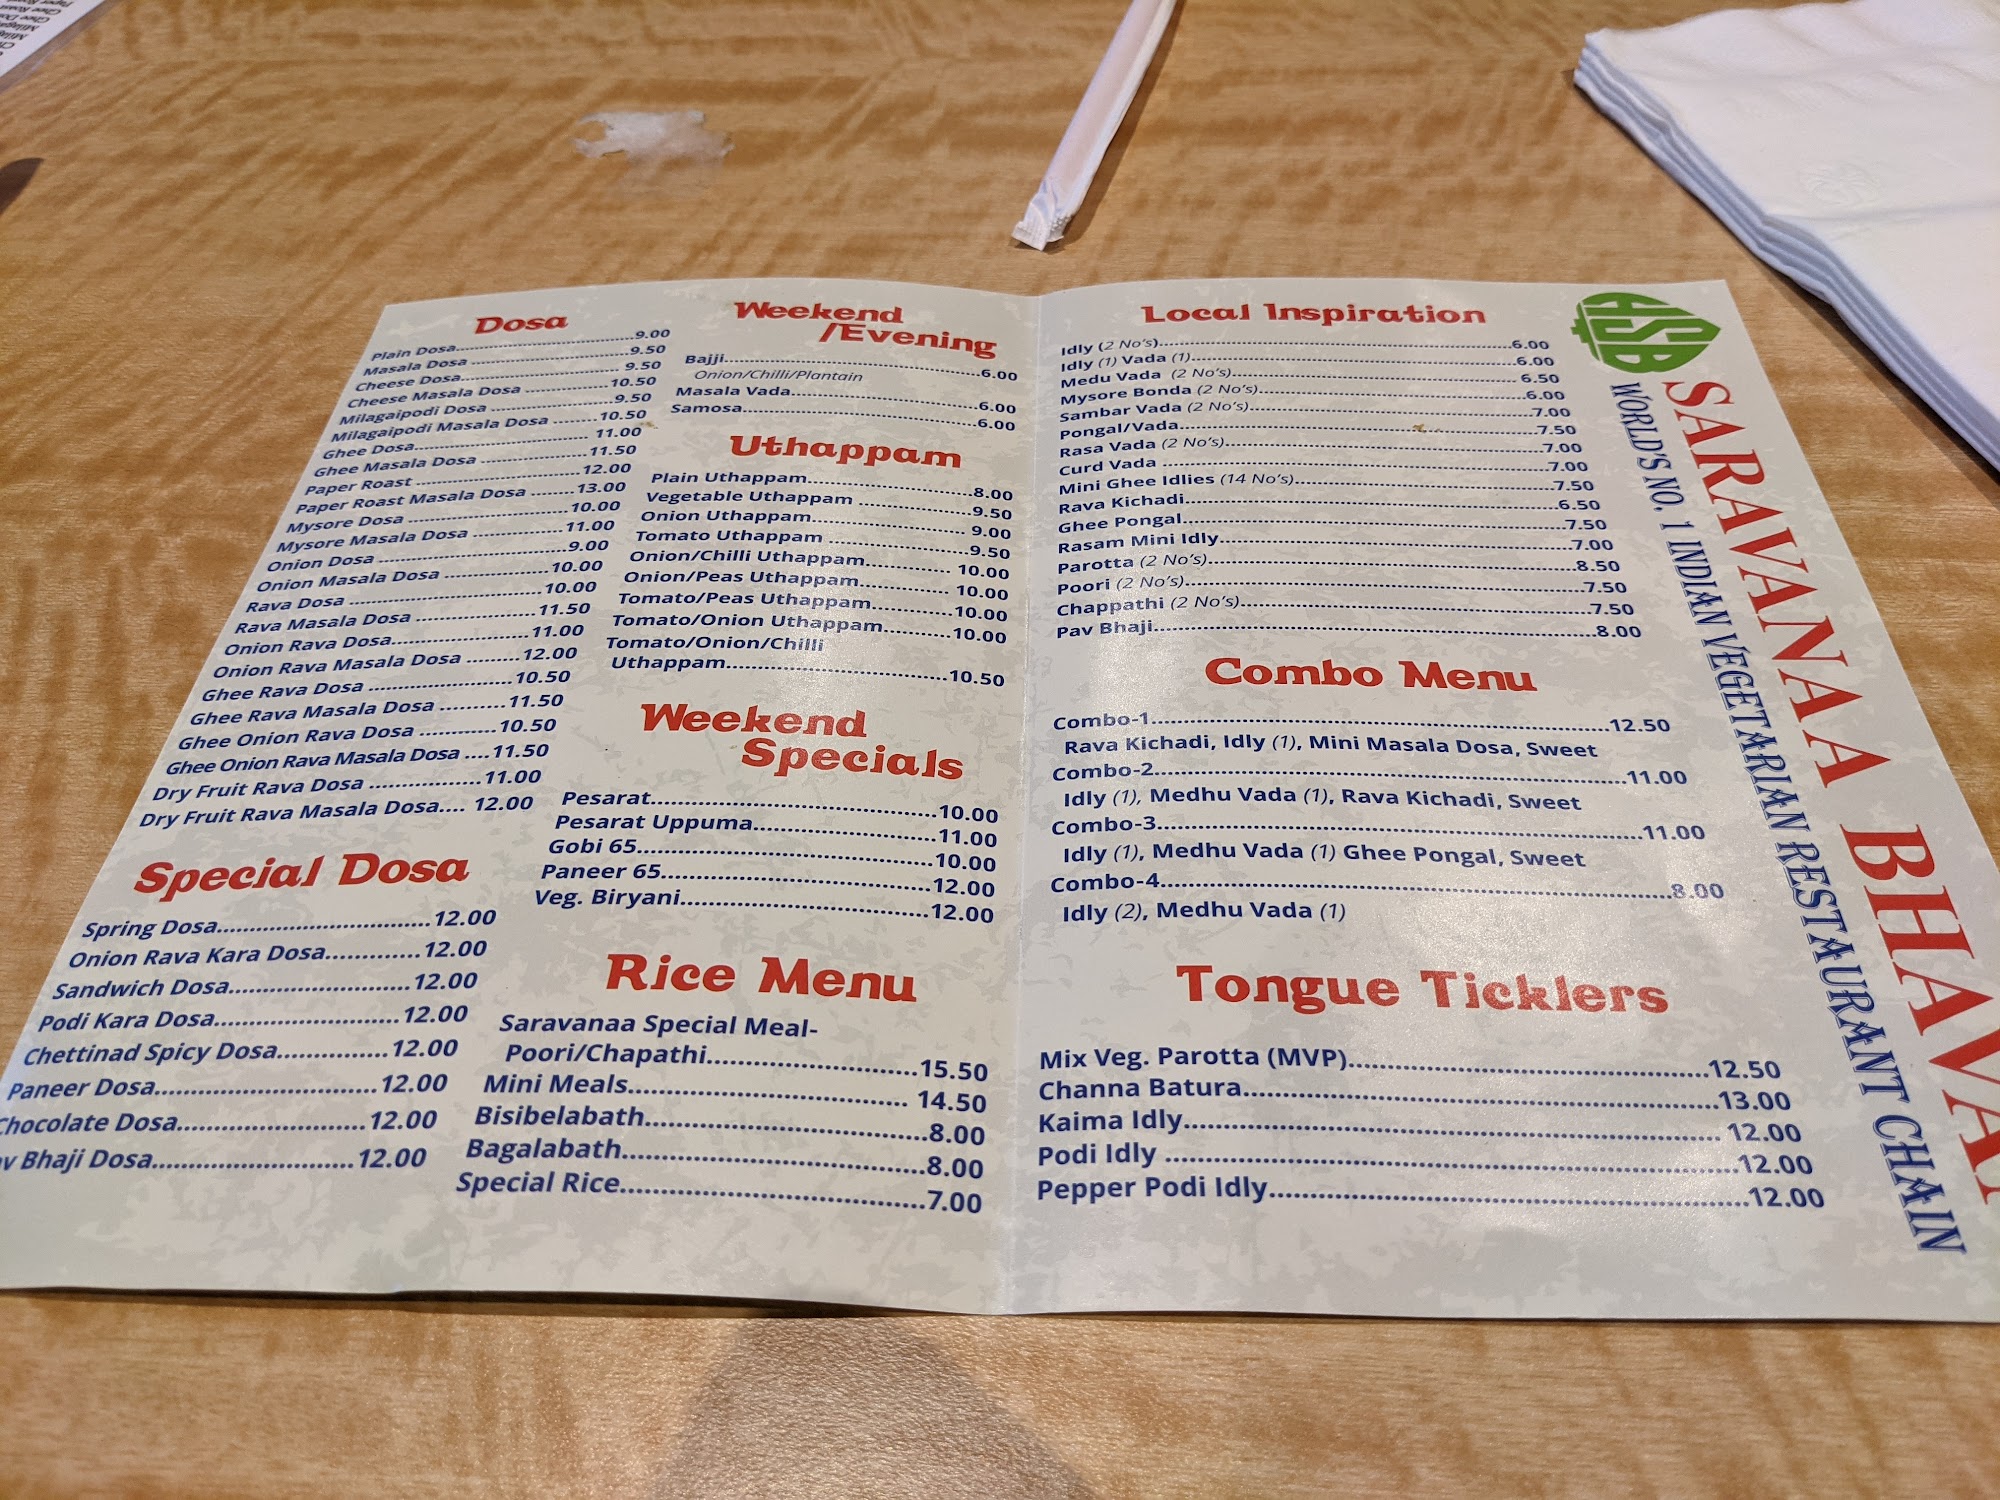 Dosa
Plain Dosa..........9.00
Masala Dosa..........9.50
Cheese Dosa..........9.50
Cheese Masala Dosa..........10.50
Milagaipodi Dosa..........9.50
Milagaipodi Masala Dosa..........10.50
Ghee Dosa..........11.00
Ghee Masala Dosa..........11.50
Paper Roast..........12.00
Paper Roast Masala Dosa..........13.00
Mysore Dosa..........10.00
Mysore Masala Dosa..........11.00
Onion Dosa..........9.00
Onion Masala Dosa..........10.00
Rava Dosa..........10.00
Rava Masala Dosa..........11.50
Onion Rava Dosa..........11.00
Onion Rava Masala Dosa..........12.00
Ghee Rava Dosa..........10.50
Ghee Rava Masala Dosa..........11.50
Ghee Onion Rava Dosa..........10.50
Ghee Onion Rava Masala Dosa....11.50
Dry Fruit Rava Dosa..........11.00
Dry Fruit Rava Masala Dosa.... 12.00
Special Dosa
Spring Dosa..........12.00
Onion Rava Kara Dosa..........12.00
Sandwich Dosa..........12.00
Podi Kara Dosa..........12.00
Chettinad Spicy Dosa..........12.00
Paneer Dosa..........12.00
Chocolate Dosa..........12.00
Bhaji Dosa..........12.00
Weekend
/Evening
Bajji..........6.00
Onion/Chilli/Plantain
Masala Vada..........6.00
Samosa..........6.00
Uthappam
Plain Uthappam..........8.00
Vegetable Uthappam..........9.50
Onion Uthappam..........9.00
Tomato Uthappam..........9.50
Onion/Chilli Uthappam..........10.00
Onion/Peas Uthappam..........10.00
Tomato/Peas Uthappam..........10.00
Tomato/Onion Uthappam..........10.00
Tomato/Onion/Chilli
Uthappam..........10.50
Weekend
Specials
Pesarat..........10.00
Pesarat Uppuma..........11.00
Gobi 65..........10.00
Paneer 65..........12.00
Veg. Biryani..........12.00
Rice Menu
Saravanaa Special Meal-
Poori/Chapathi..........15.50
Mini Meals..........14.50
Bisibelabath..........8.00
Bagalabath..........8.00
Special Rice..........7.00
Local Inspiration
Idly (2 No's)..........6.00
Idly (1) Vada (1)..........6.00
Medu Vada (2 No's)..........6.50
Mysore Bonda (2 No's)..........6.00
Sambar Vada (2 No's)..........7.00
Pongal/Vada..........7.50
Rasa Vada (2 No's)..........7.00
Curd Vada..........7.00
Mini Ghee Idlies (14 No's)..........7.50
Rava Kichadi..........6.50
Ghee Pongal..........7.50
Rasam Mini Idly..........7.00
Parotta (2 No's)..........8.50
Poori (2 No's)..........7.50
Chappathi (2 No's)..........7.50
Pav Bhaji..........8.00
Combo Menu
Combo-1..........12.50
Rava Kichadi, Idly (1), Mini Masala Dosa, Sweet
Combo-2..........11.00
Idly (1), Medhu Vada (1), Rava Kichadi, Sweet
Combo-3..........11.00
Idly (1), Medhu Vada (1) Ghee Pongal, Sweet
Combo-4..........8.00
Idly (2), Medhu Vada (1)
Tongue Ticklers
Mix Veg. Parotta (MVP)..........12.50
Channa Batura..........13.00
Kaima Idly..........12.00
Podi Idly..........12.00
Pepper Podi Idly..........12.00
HSB
SARAVANAA BHAVA
WORLD'S NO. 1 INDIAN VEGETARIAN RESTAURANT CHAIN